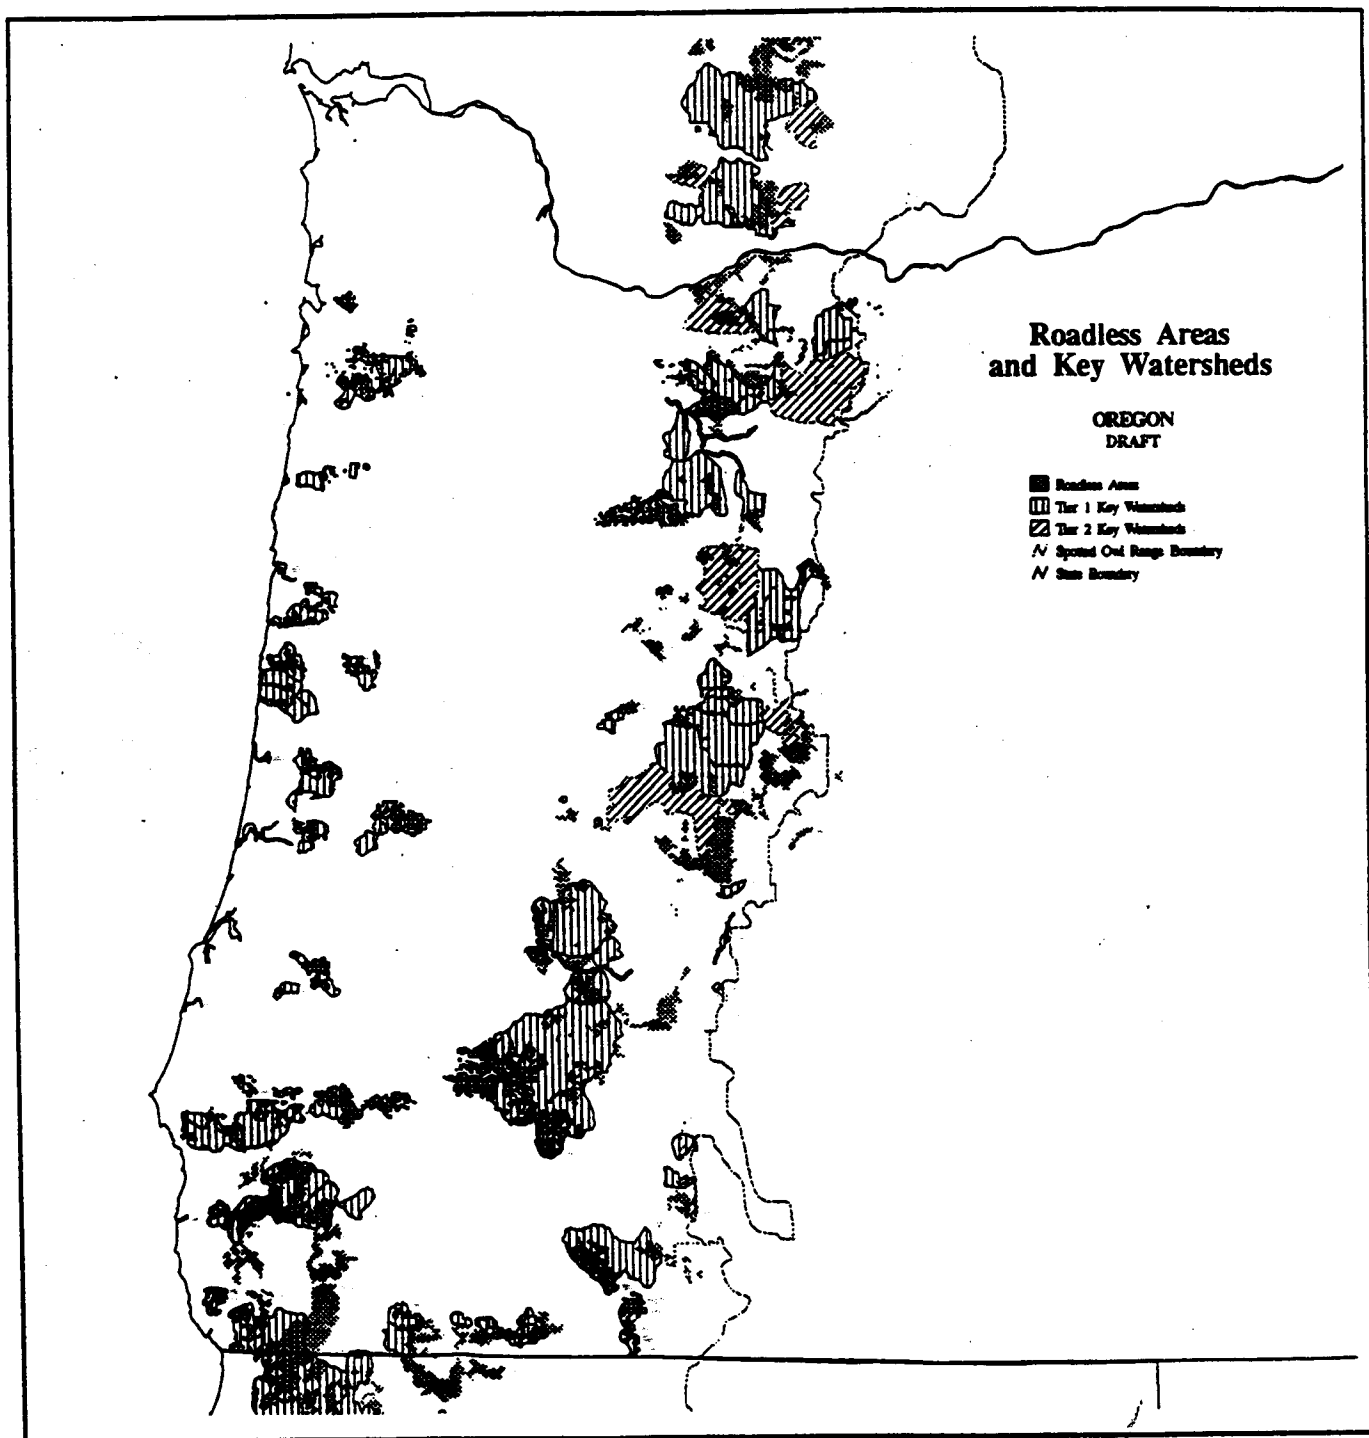 Roadless Areas
and Key Watersheds
OREGON
DRAFT
Roadless Areas
Tier 1 Key Watersheds
Tier 2 Key Watersheds
Spotted Owl Range Boundary
State Boundary